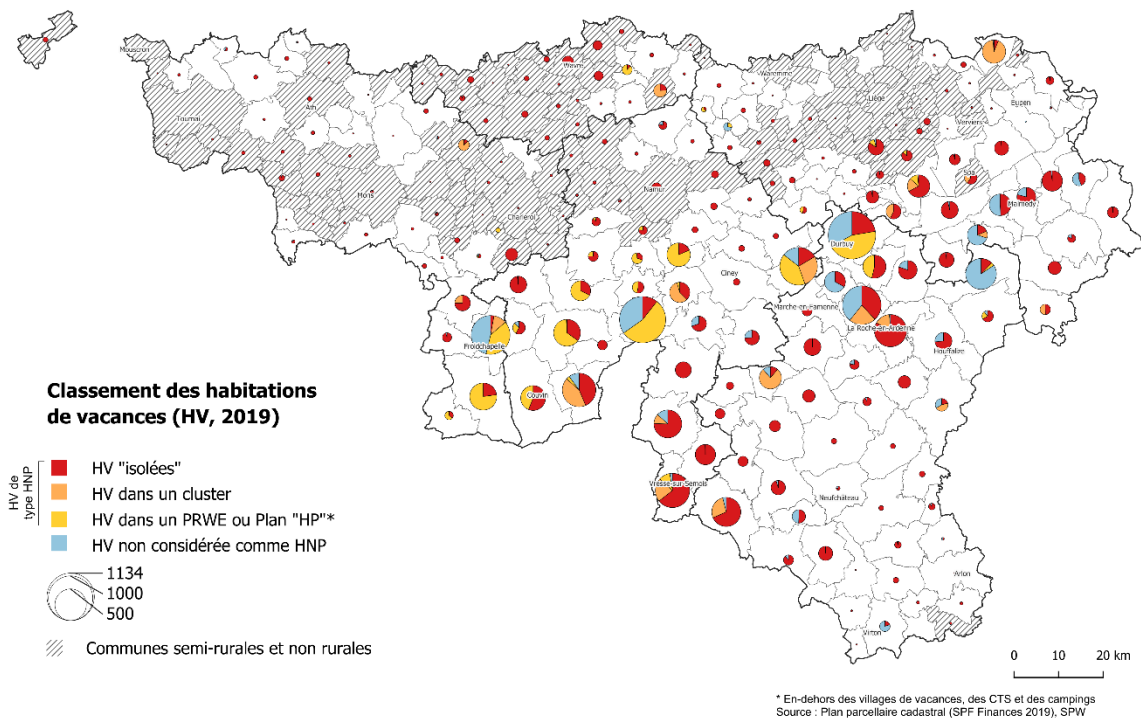 Mouscron
Tournai
Ath
Mons
Charleroi
Wavre
Waremme
Liège
Verviers
Eupen
Spa
Malmedy
Namur
Ciney
Durbuy
Marche-en-Famenne
La Roche-en-Ardenne
Houffalize
Froidchapelle
Couvin
Vresse-sur-Semois
Neufchâteau
Arlon
Virton
Classement des habitations
de vacances (HV, 2019)
HV de
type HNP
HV "isolées"
HV dans un cluster
HV dans un PRWE ou Plan "HP"*
HV non considérée comme HNP
1134
1000
500
Communes semi-rurales et non rurales
0 10 20 km
* En-dehors des villages de vacances, des CTS et des campings
Source : Plan parcellaire cadastral (SPF Finances 2019), SPW